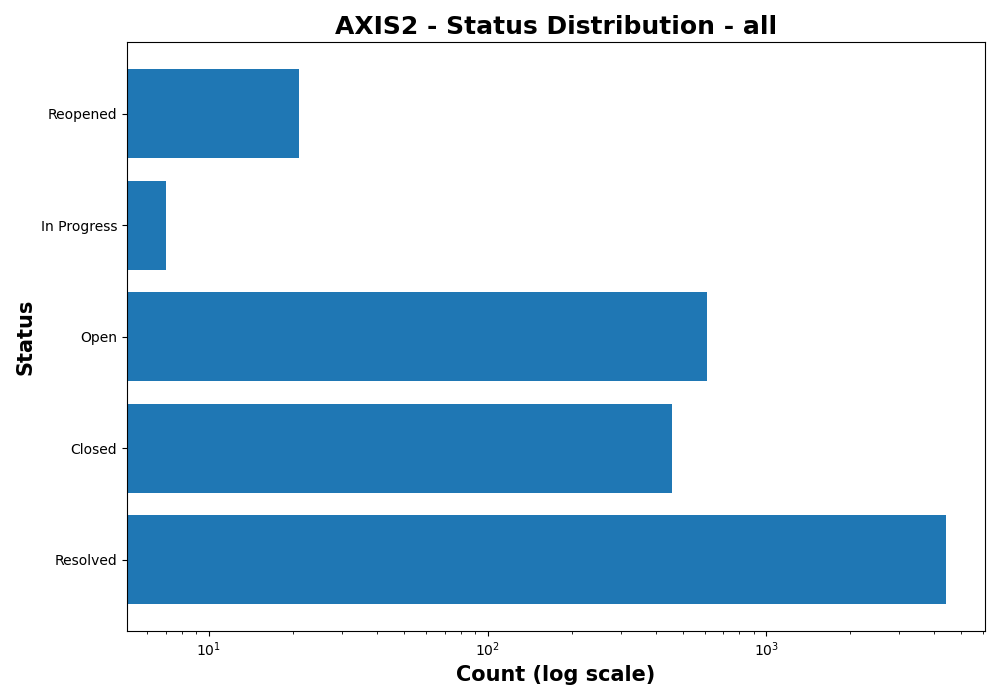 AXIS2 - Status Distribution - all
Reopened
In Progress
Open
Closed
Resolved
Status
10¹ 10² 10³
Count (log scale)